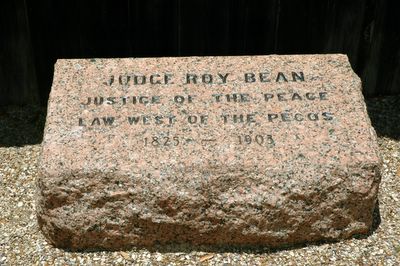 JUDGE ROY BEAN
JUSTICE OF THE PEACE
LAW WEST OF THE PECOS
1825 — 1903